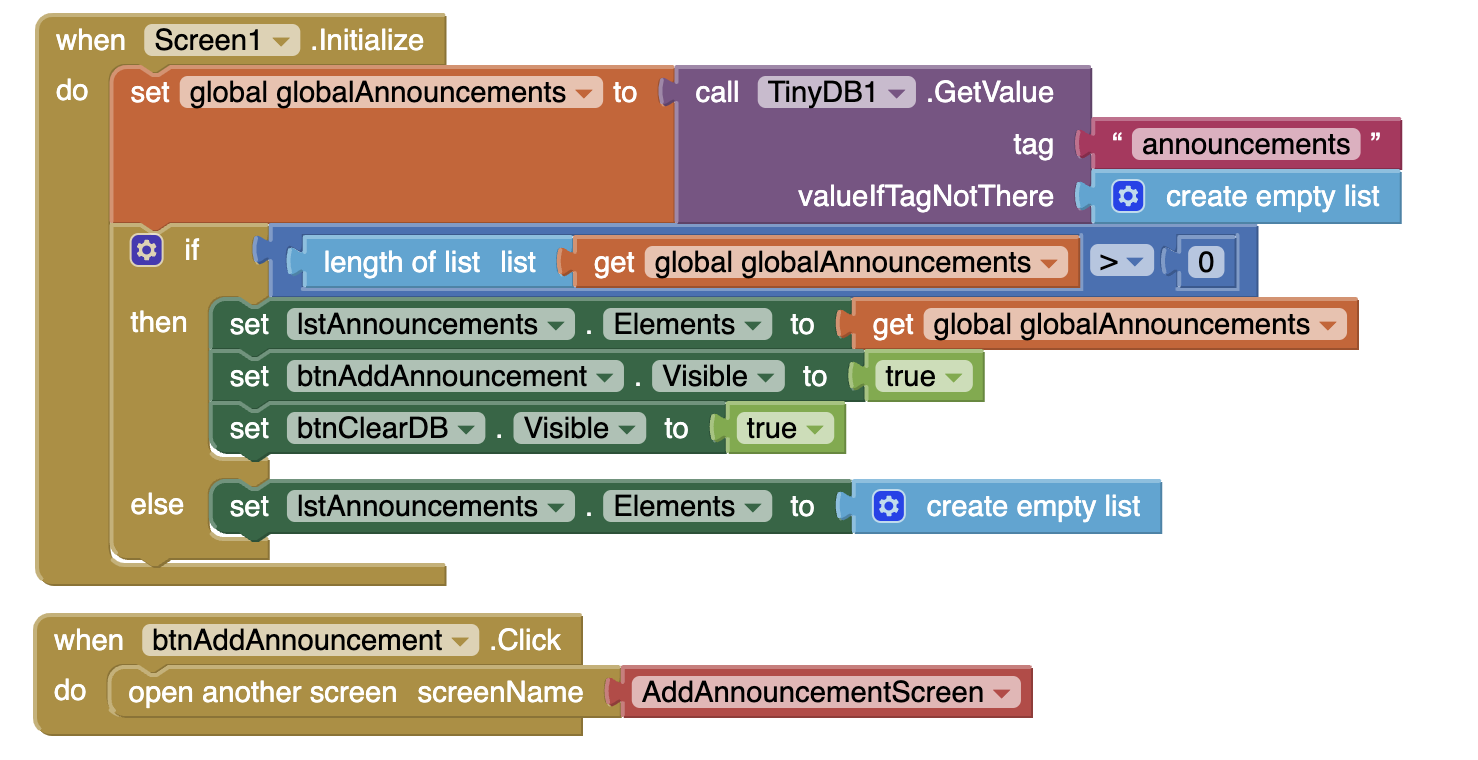 when Screen1 .Initialize
do set global globalAnnouncements to call TinyDB1 .GetValue
tag “ announcements ”
valueIfTagNotThere create empty list
if length of list list get global globalAnnouncements > 0
then set lstAnnouncements . Elements to get global globalAnnouncements
set btnAddAnnouncement . Visible to true
set btnClearDB . Visible to true
else set lstAnnouncements . Elements to create empty list
when btnAddAnnouncement .Click
do open another screen screenName AddAnnouncementScreen